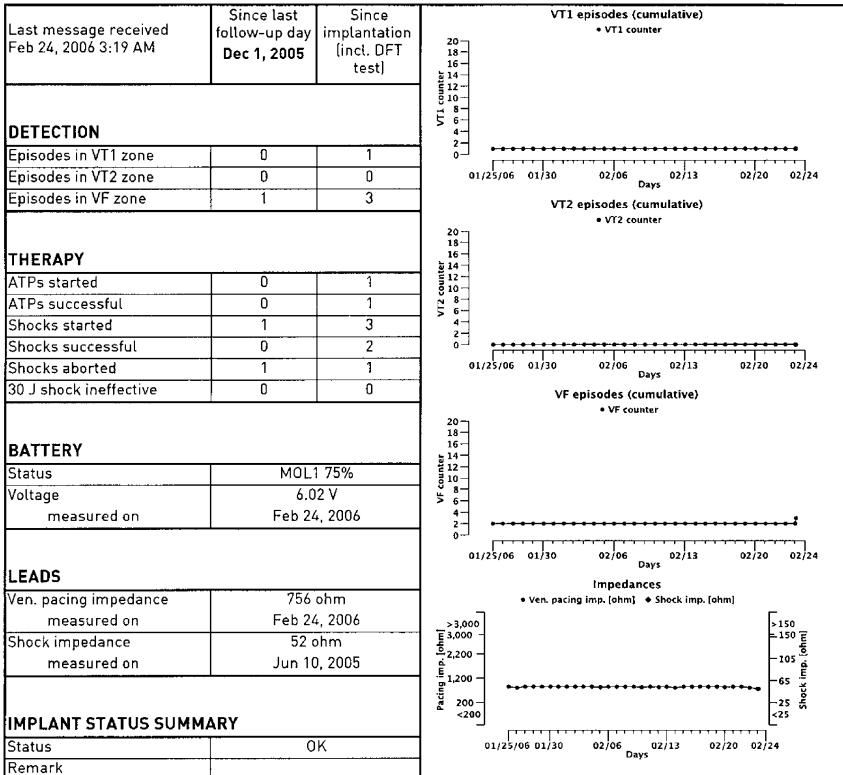 Last message received
Feb 24, 2006 3:19 AM
Since last
follow-up day
Dec 1, 2005
Since
implantation
(incl. DFT
test)
DETECTION
Episodes in VT1 zone 0 1
Episodes in VT2 zone 0 0
Episodes in VF zone 1 3
THERAPY
ATPs started 0 1
ATPs successful 0 1
Shocks started 1 3
Shocks successful 0 2
Shocks aborted 1 1
30 J shock ineffective 0 0
BATTERY
Status MOL1 75%
Voltage 6.02 V
measured on Feb 24, 2006
LEADS
Ven. pacing impedance 756 ohm
measured on Feb 24, 2006
Shock impedance 52 ohm
measured on Jun 10, 2005
IMPLANT STATUS SUMMARY
Status OK
Remark
VT1 episodes (cumulative)
• VT1 counter
VT1 counter
20
18
16
14
12
10
8
6
4
2
0
01/25/06 01/30 02/06 02/13 02/20 02/24
Days
VT2 episodes (cumulative)
• VT2 counter
VT2 counter
20
18
16
14
12
10
8
6
4
2
0
01/25/06 01/30 02/06 02/13 02/20 02/24
Days
VF episodes (cumulative)
• VF counter
VF counter
20
18
16
14
12
10
8
6
4
2
0
01/25/06 01/30 02/06 02/13 02/20 02/24
Days
Impedances
• Ven. pacing imp. [ohm] ◆ Shock imp. [ohm]
Pacing imp. [ohm]
>3,000
3,000
2,200
1,200
200
<200
>150
150
105
65
25
<25
Shock imp. [ohm]
01/25/06 01/30 02/06 02/13 02/20 02/24
Days